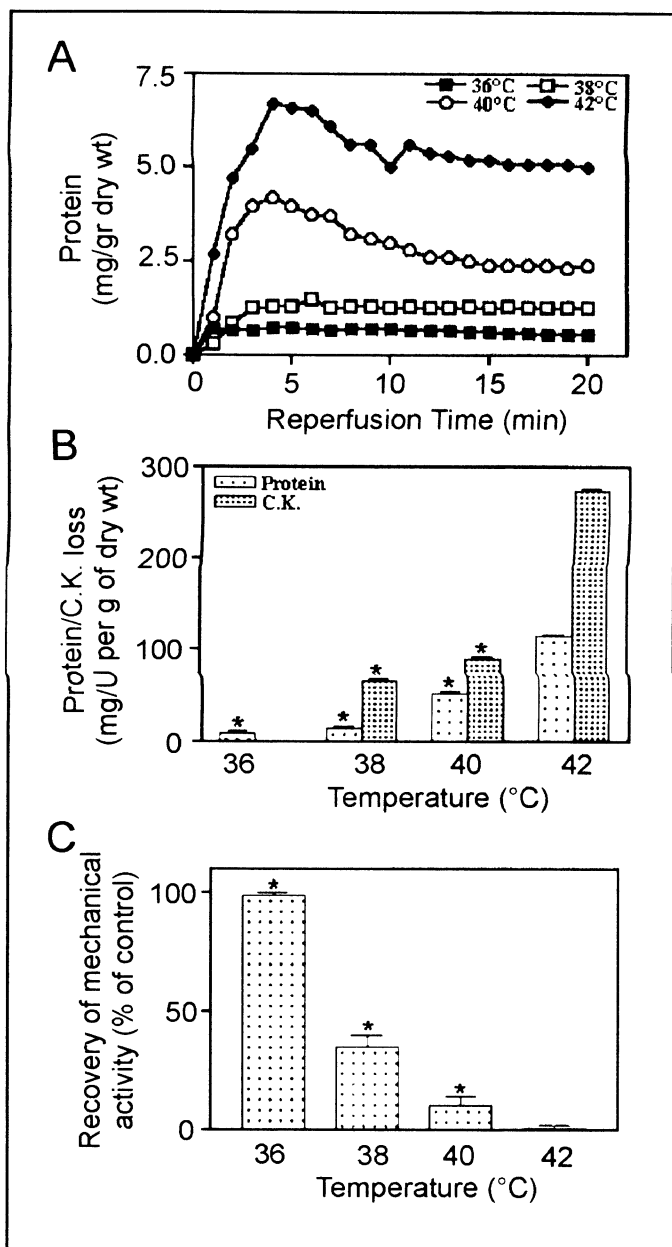 A
7.5
5.0
2.5
0.0
Protein
(mg/gr dry wt)
36°C
38°C
40°C
42°C
0
5
10
15
20
Reperfusion Time (min)
B
300
200
100
0
Protein/C.K. loss
(mg/U per g of dry wt)
Protein
C.K.
*
*
*
*
*
36
38
40
42
Temperature (°C)
C
100
50
0
Recovery of mechanical
activity (% of control)
*
*
*
36
38
40
42
Temperature (°C)